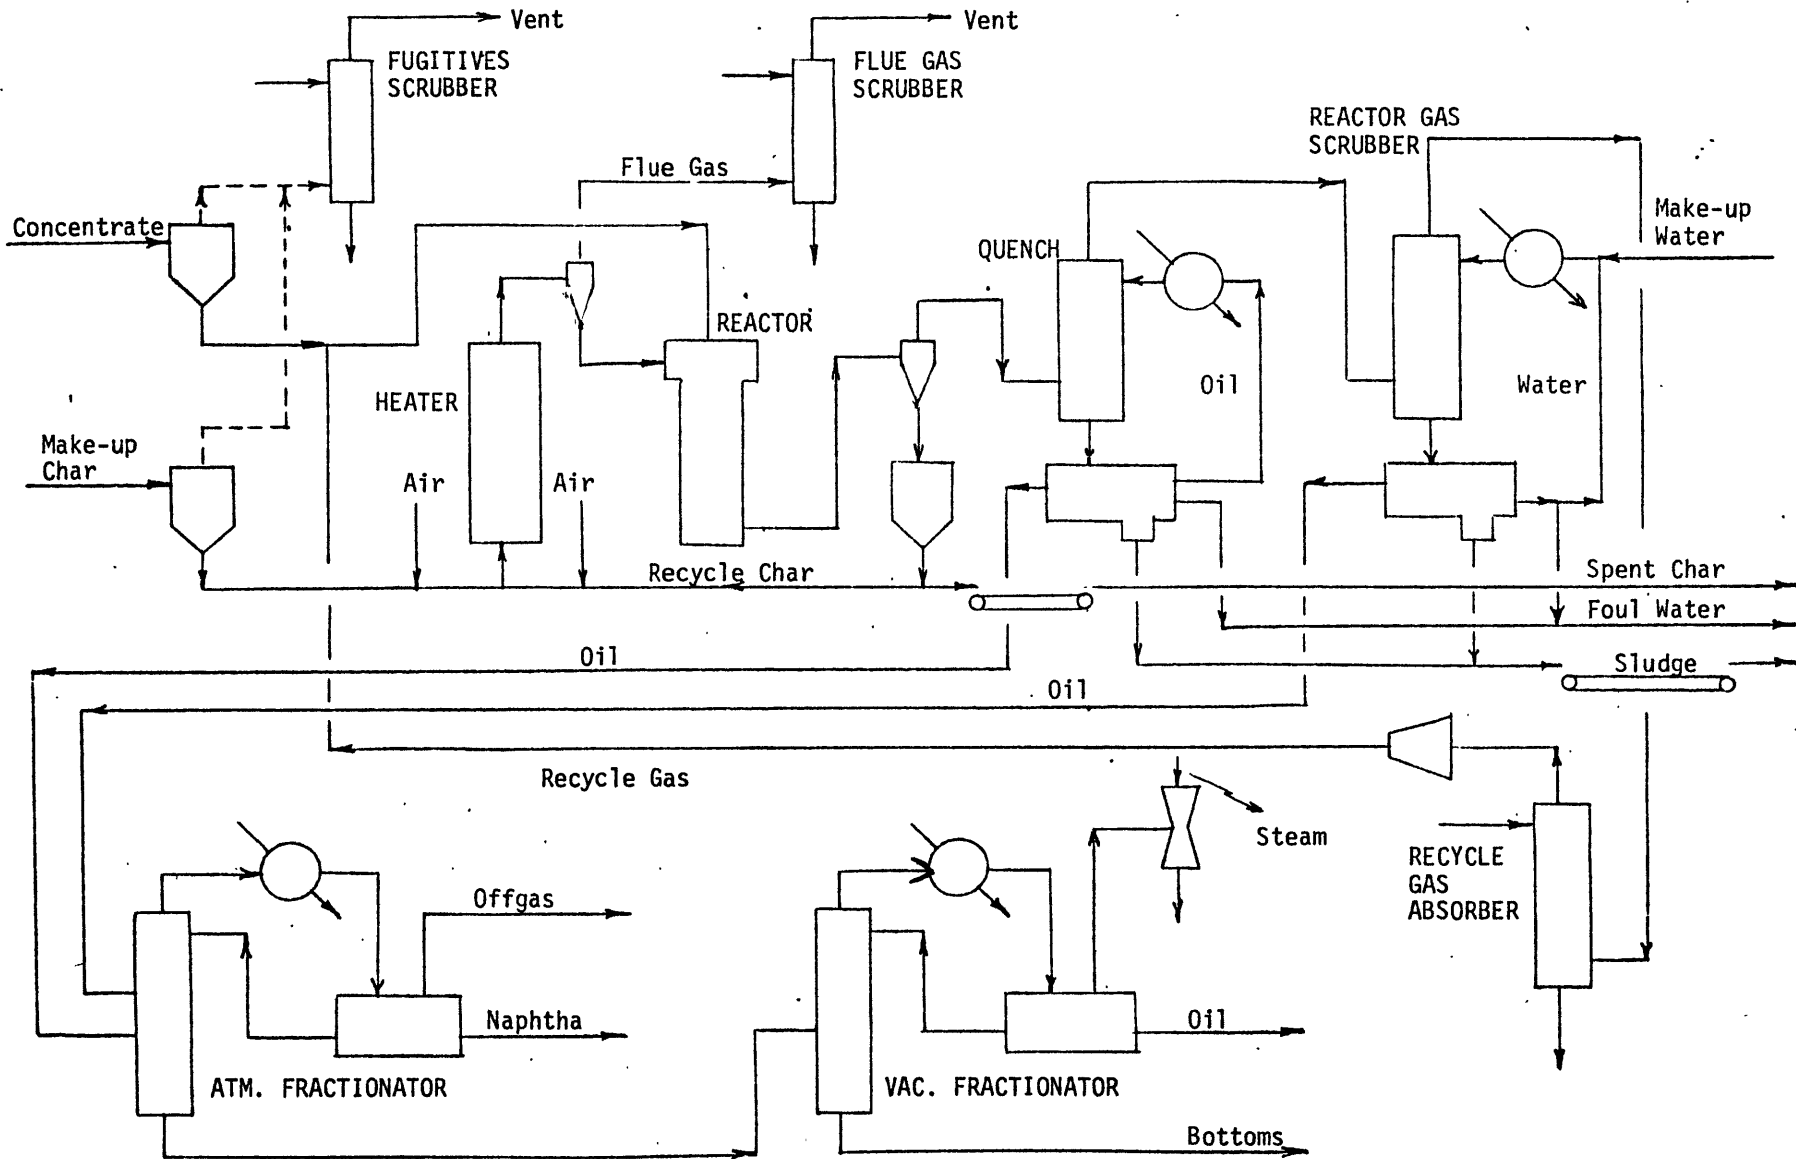 Vent
Vent
FUGITIVES
SCRUBBER
FLUE GAS
SCRUBBER
REACTOR GAS
SCRUBBER
Flue Gas
Concentrate
Make-up
Water
QUENCH
REACTOR
HEATER
Oil
Water
Make-up
Char
Air
Air
Recycle Char
Spent Char
Foul Water
Oil
Sludge
Oil
Recycle Gas
Steam
RECYCLE
GAS
ABSORBER
Offgas
Naphtha
Oil
ATM. FRACTIONATOR
VAC. FRACTIONATOR
Bottoms